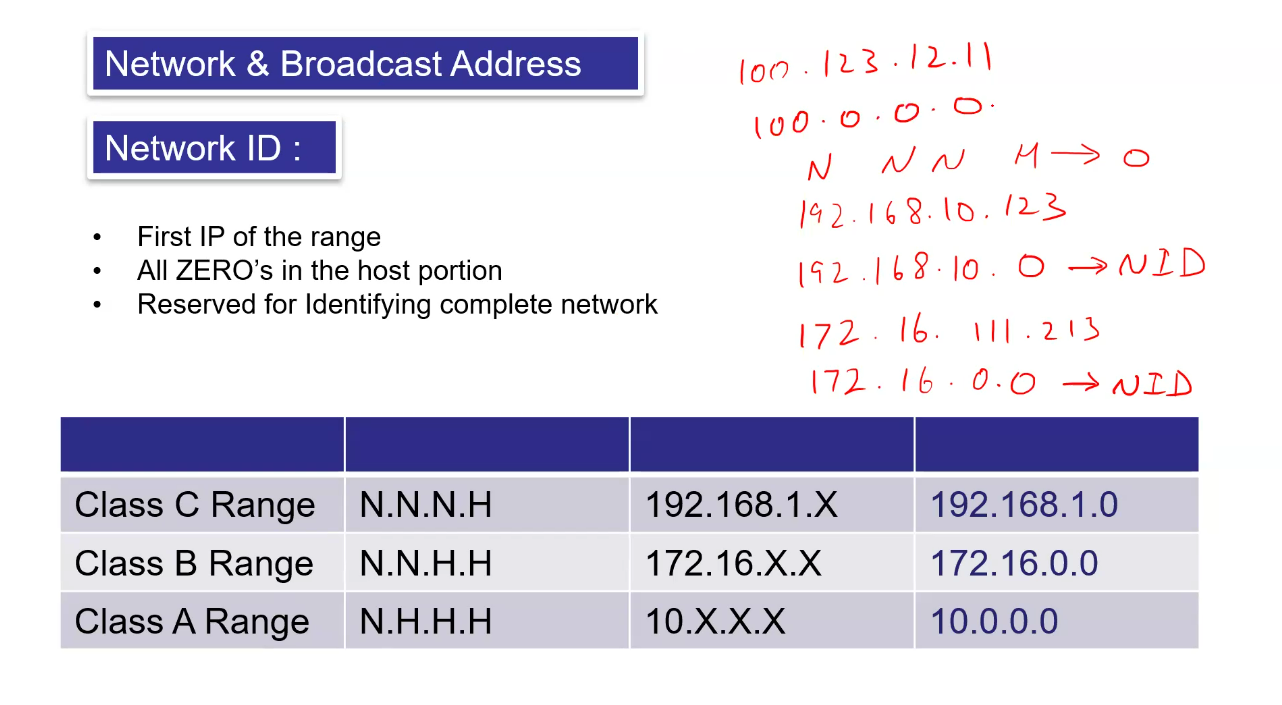 Network & Broadcast Address
Network ID :
• First IP of the range
• All ZERO’s in the host portion
• Reserved for Identifying complete network
100.123.12.11
100.0.0.0.
N N N H → 0
192.168.10.123
192.168.10.0 → NID
172.16.111.213
172.16.0.0 → NID
Class C Range N.N.N.H 192.168.1.X 192.168.1.0
Class B Range N.N.H.H 172.16.X.X 172.16.0.0
Class A Range N.H.H.H 10.X.X.X 10.0.0.0